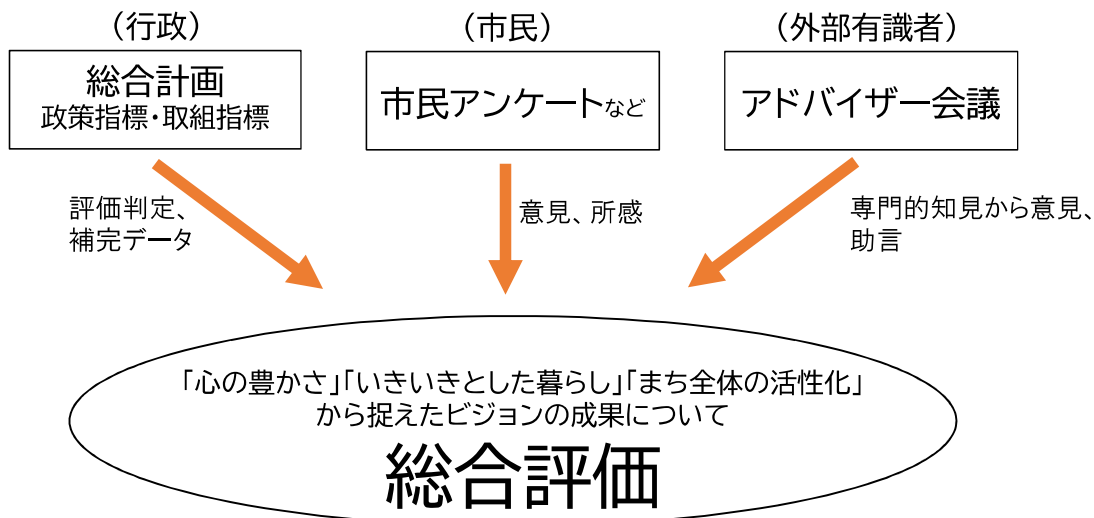 （行政）
総合計画
政策指標・取組指標
（市民）
市民アンケートなど
（外部有識者）
アドバイザー会議
評価判定、
補完データ
意見、所感
専門的知見から意見、
助言
「心の豊かさ」「いきいきとした暮らし」「まち全体の活性化」
から捉えたビジョンの成果について
総合評価